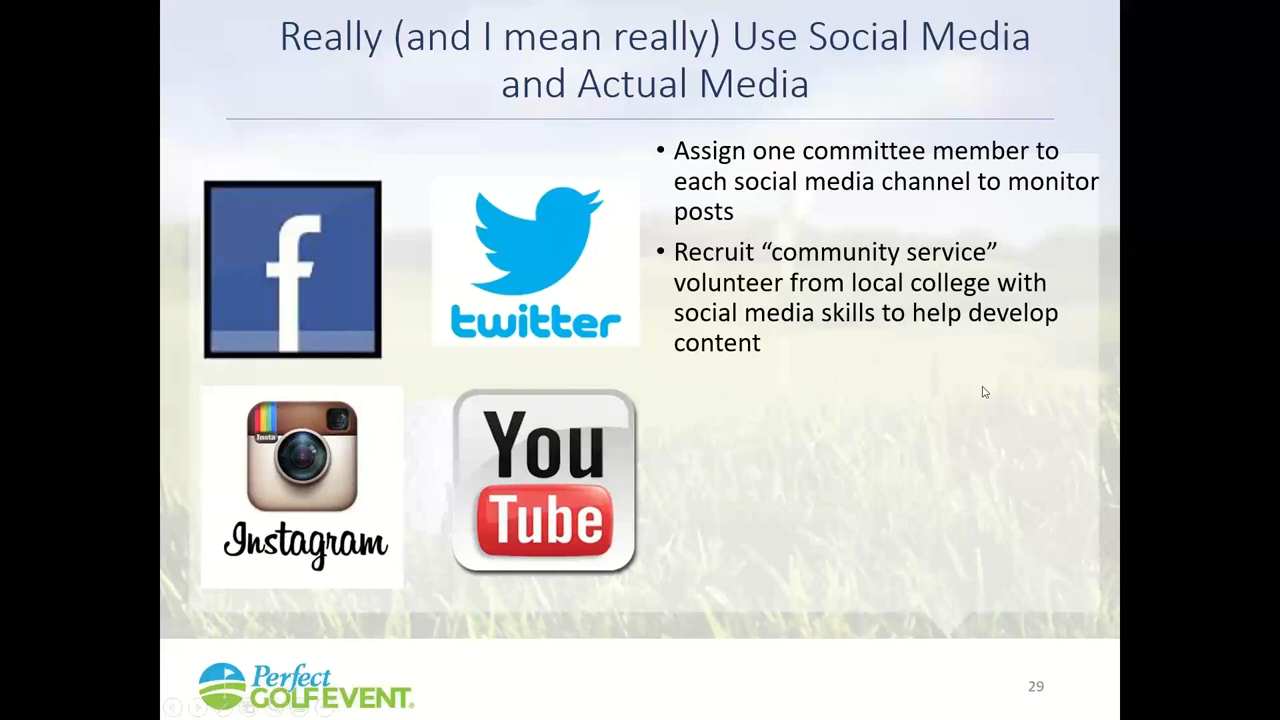 Really (and I mean really) Use Social Media
and Actual Media
• Assign one committee member to
each social media channel to monitor
posts
• Recruit “community service”
volunteer from local college with
social media skills to help develop
content
f
twitter
Insta
Instagram
You
Tube
Perfect
GOLF EVENT.
29